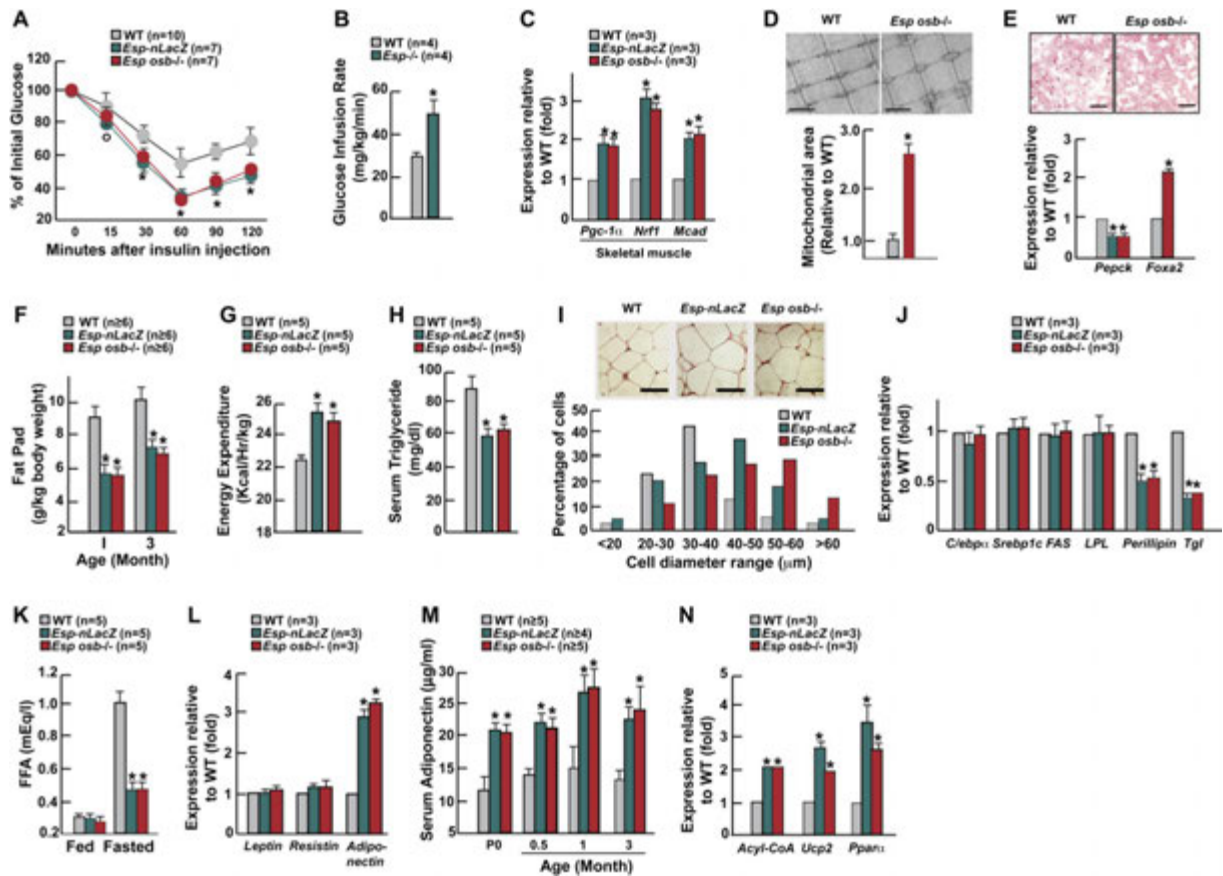 A
WT (n=10)
Esp-nLacZ (n=7)
Esp osb-/- (n=7)
% of Initial Glucose
120
100
80
60
40
20
0 15 30 60 90 120
Minutes after insulin injection
B
WT (n=4)
Esp-/- (n=4)
Glucose Infusion Rate
(mg/kg/min)
60
40
20
0
C
WT (n=3)
Esp-nLacZ (n=3)
Esp osb-/- (n=3)
Expression relative
to WT (fold)
3
2
1
0
Pgc-1α Nrf1 Mcad
Skeletal muscle
D
WT Esp osb-/-
Mitochondrial area
(Relative to WT)
3.0
2.0
1.0
E
WT Esp osb-/-
Expression relative
to WT (fold)
3
2
1
0
Pepck Foxa2
F
WT (n≥6)
Esp-nLacZ (n≥6)
Esp osb-/- (n≥6)
Fat Pad
(g/kg body weight)
10
8
6
4
2
1 3
Age (Month)
G
WT (n=5)
Esp-nLacZ (n=5)
Esp osb-/- (n=5)
Energy Expenditure
(Kcal/Hr/kg)
26
24
22
20
18
H
WT (n=5)
Esp-nLacZ (n=5)
Esp osb-/- (n=5)
Serum Triglyceride
(mg/dl)
100
80
60
40
20
0
I
WT Esp-nLacZ Esp osb-/-
WT
Esp-nLacZ
Esp osb-/-
Percentage of cells
50
40
30
20
10
0
<20 20-30 30-40 40-50 50-60 >60
Cell diameter range (μm)
J
WT (n=3)
Esp-nLacZ (n=3)
Esp osb-/- (n=3)
Expression relative
to WT (fold)
1
0.5
0
C/ebpα Srebp1c FAS LPL Perillipin Tgl
K
WT (n=5)
Esp-nLacZ (n=5)
Esp osb-/- (n=5)
FFA (mEq/l)
1.2
1.0
0.8
0.6
0.4
0.2
Fed Fasted
L
WT (n=3)
Esp-nLacZ (n=3)
Esp osb-/- (n=3)
Expression relative
to WT (fold)
4
3
2
1
0
Leptin Resistin Adipo-
nectin
M
WT (n≥5)
Esp-nLacZ (n≥4)
Esp osb-/- (n≥5)
Serum Adiponectin (μg/ml)
30
25
20
15
10
5
P0 0.5 1 3
Age (Month)
N
WT (n=3)
Esp-nLacZ (n=3)
Esp osb-/- (n=3)
Expression relative
to WT (fold)
5
4
3
2
1
0
Acyl-CoA Ucp2 Pparα